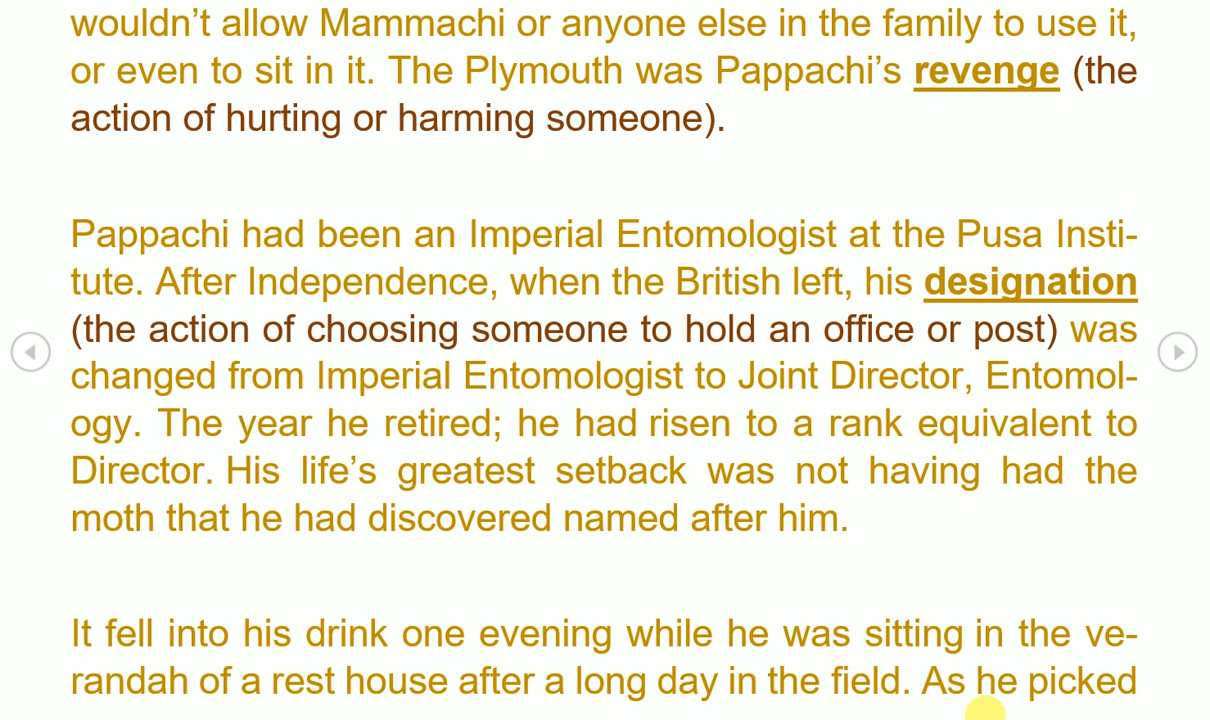 wouldn’t allow Mammachi or anyone else in the family to use it,
or even to sit in it. The Plymouth was Pappachi’s revenge (the
action of hurting or harming someone).
Pappachi had been an Imperial Entomologist at the Pusa Insti-
tute. After Independence, when the British left, his designation
(the action of choosing someone to hold an office or post) was
changed from Imperial Entomologist to Joint Director, Entomol-
ogy. The year he retired; he had risen to a rank equivalent to
Director. His life’s greatest setback was not having had the
moth that he had discovered named after him.
It fell into his drink one evening while he was sitting in the ve-
randah of a rest house after a long day in the field. As he picked